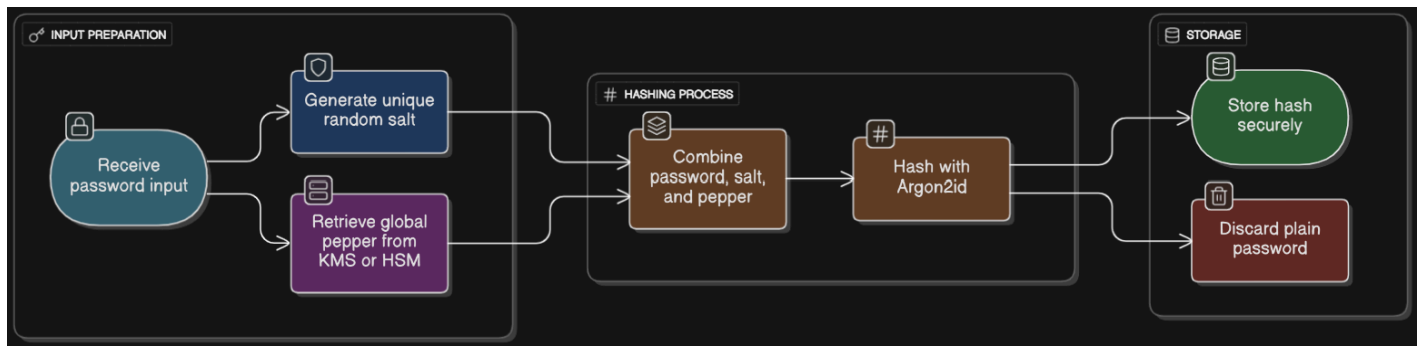 INPUT PREPARATION
Receive
password input
Generate unique
random salt
Retrieve global
pepper from
KMS or HSM
HASHING PROCESS
Combine
password, salt,
and pepper
Hash with
Argon2id
STORAGE
Store hash
securely
Discard plain
password